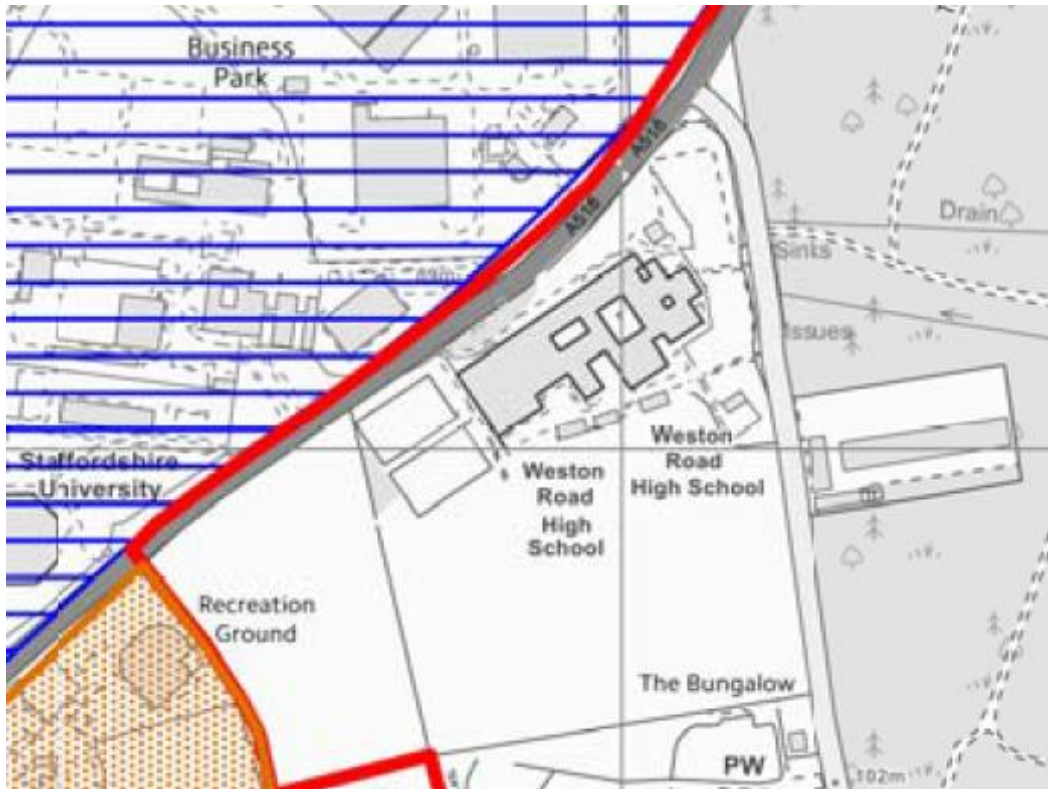 Business
Park
A518
A518
Drain
Sinks
Issues
Staffordshire
University
Weston
Road
High School
Weston
Road
High
School
Recreation
Ground
The Bungalow
PW
102m